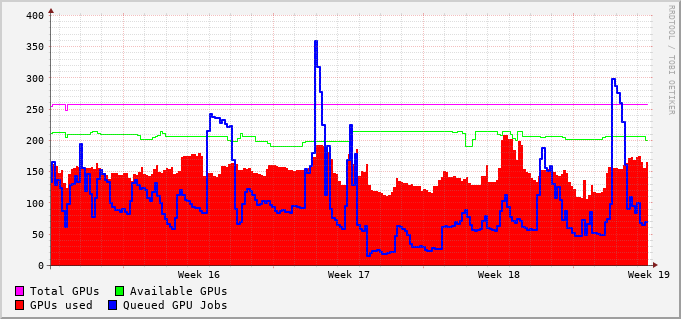 400
350
300
250
200
150
100
50
0
Week 16 Week 17 Week 18 Week 19
Total GPUs Available GPUs
GPUs used Queued GPU Jobs
RRDTOOL / TOBI OETIKER